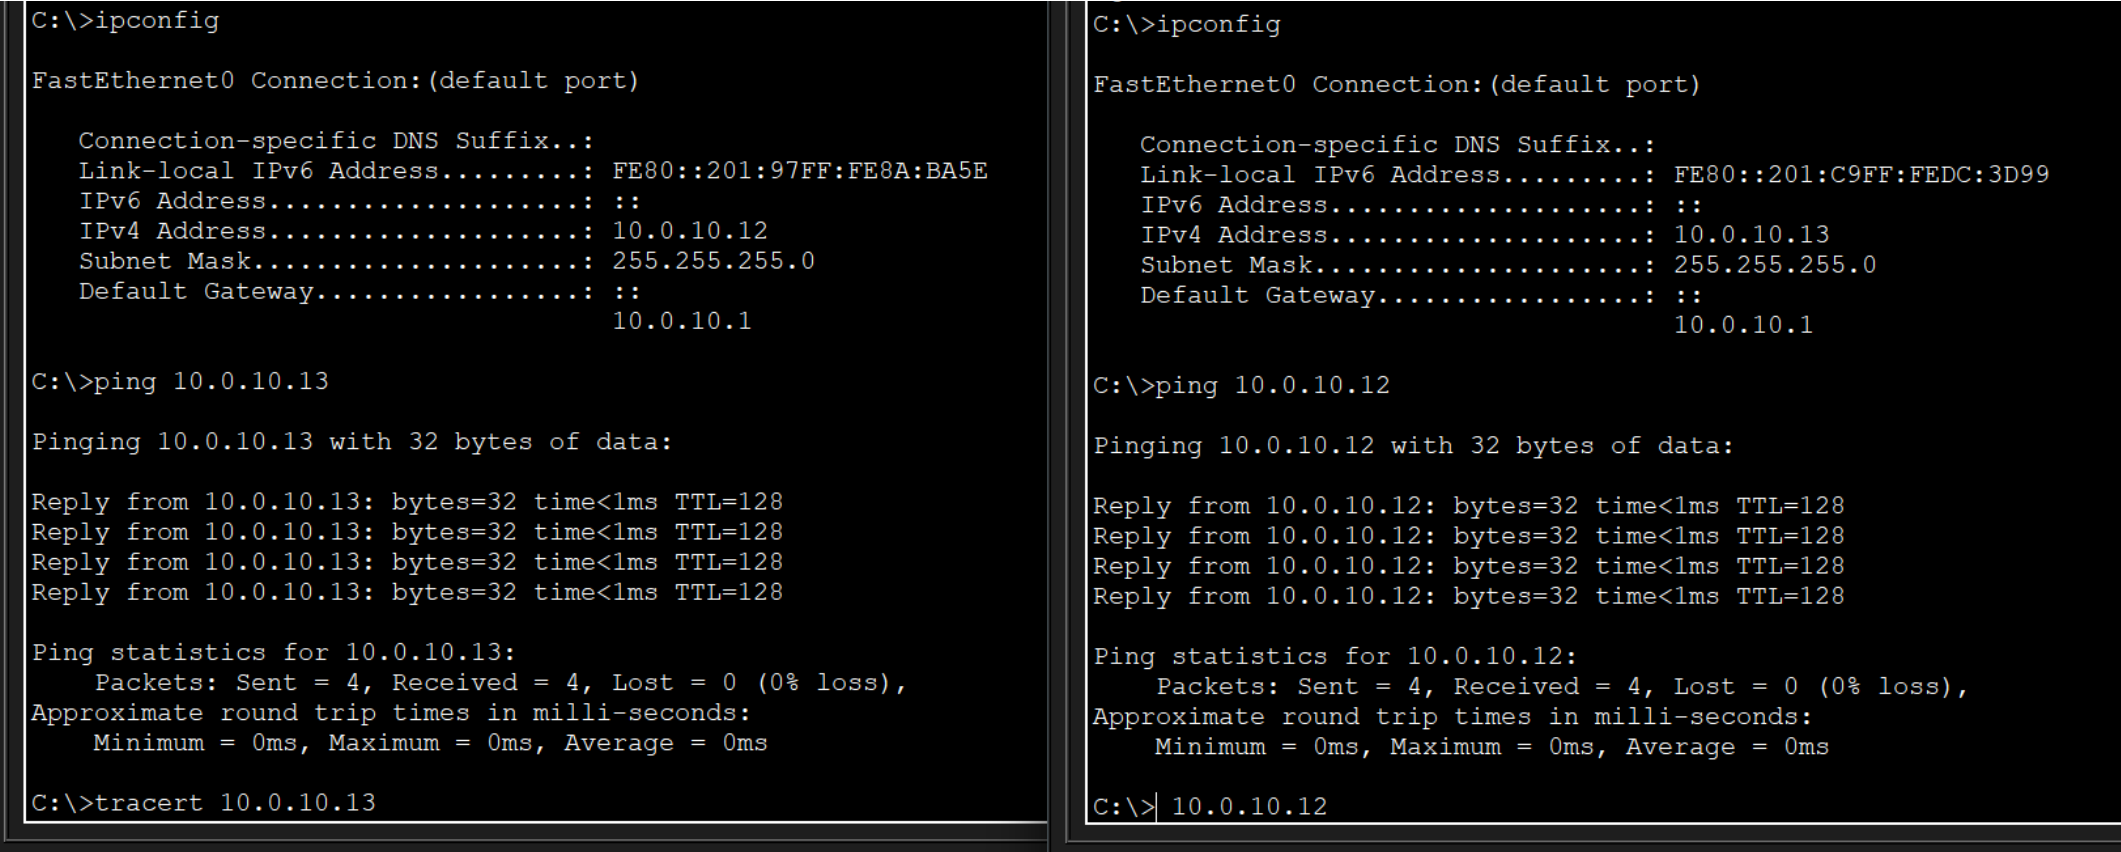 C:\>ipconfig
FastEthernet0 Connection:(default port)
Connection-specific DNS Suffix..:
Link-local IPv6 Address.........: FE80::201:97FF:FE8A:BA5E
IPv6 Address....................: ::
IPv4 Address....................: 10.0.10.12
Subnet Mask.....................: 255.255.255.0
Default Gateway.................: ::
10.0.10.1
C:\>ping 10.0.10.13
Pinging 10.0.10.13 with 32 bytes of data:
Reply from 10.0.10.13: bytes=32 time<1ms TTL=128
Reply from 10.0.10.13: bytes=32 time<1ms TTL=128
Reply from 10.0.10.13: bytes=32 time<1ms TTL=128
Reply from 10.0.10.13: bytes=32 time<1ms TTL=128
Ping statistics for 10.0.10.13:
Packets: Sent = 4, Received = 4, Lost = 0 (0% loss),
Approximate round trip times in milli-seconds:
Minimum = 0ms, Maximum = 0ms, Average = 0ms
C:\>tracert 10.0.10.13
C:\>ipconfig
FastEthernet0 Connection:(default port)
Connection-specific DNS Suffix..:
Link-local IPv6 Address.........: FE80::201:C9FF:FEDC:3D99
IPv6 Address....................: ::
IPv4 Address....................: 10.0.10.13
Subnet Mask.....................: 255.255.255.0
Default Gateway.................: ::
10.0.10.1
C:\>ping 10.0.10.12
Pinging 10.0.10.12 with 32 bytes of data:
Reply from 10.0.10.12: bytes=32 time<1ms TTL=128
Reply from 10.0.10.12: bytes=32 time<1ms TTL=128
Reply from 10.0.10.12: bytes=32 time<1ms TTL=128
Reply from 10.0.10.12: bytes=32 time<1ms TTL=128
Ping statistics for 10.0.10.12:
Packets: Sent = 4, Received = 4, Lost = 0 (0% loss),
Approximate round trip times in milli-seconds:
Minimum = 0ms, Maximum = 0ms, Average = 0ms
C:\> 10.0.10.12